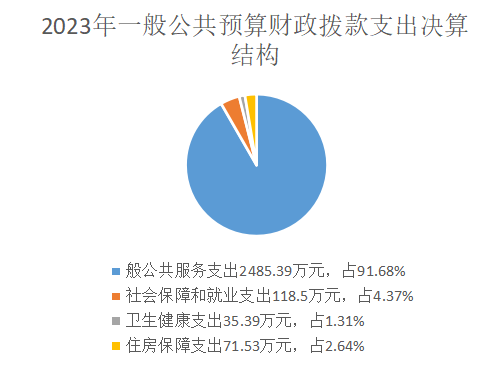 2023年一般公共预算财政拨款支出决算
结构
般公共服务支出2485.39万元，占91.68%
社会保障和就业支出118.5万元，占4.37%
卫生健康支出35.39万元，占1.31%
住房保障支出71.53万元，占2.64%